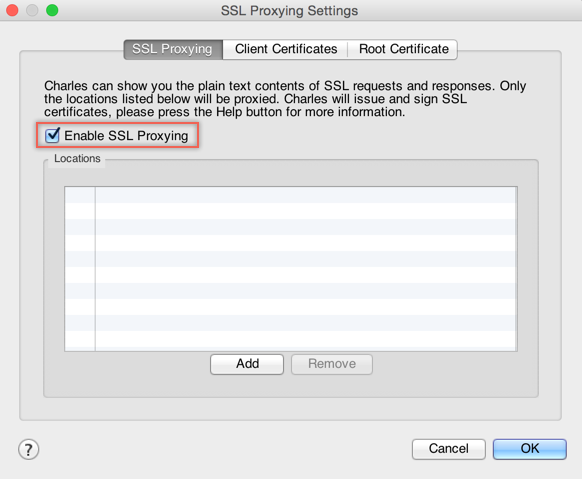 SSL Proxying Settings
SSL Proxying Client Certificates Root Certificate
Charles can show you the plain text contents of SSL requests and responses. Only
the locations listed below will be proxied. Charles will issue and sign SSL
certificates, please press the Help button for more information.
Enable SSL Proxying
Locations
Add Remove
? Cancel OK